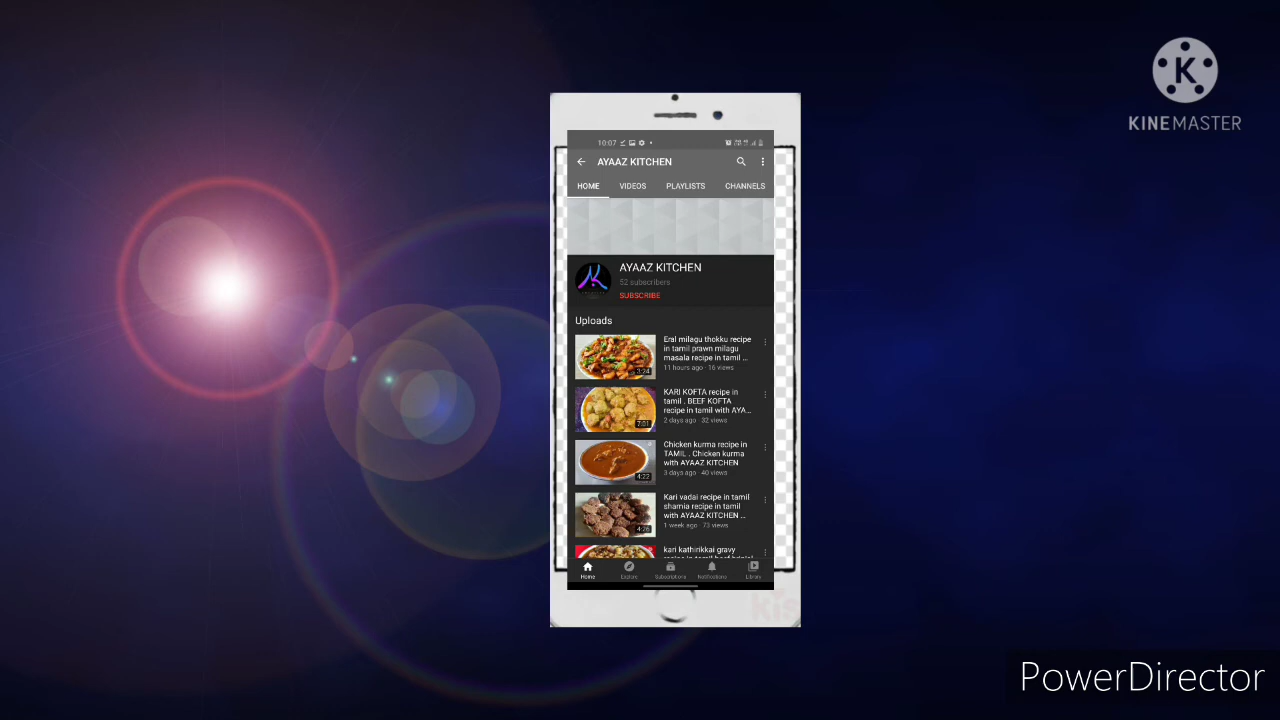 KINEMASTER
10:07
AYAAZ KITCHEN
HOME VIDEOS PLAYLISTS CHANNELS
AYAAZ KITCHEN
52 subscribers
SUBSCRIBE
Uploads
Eral milagu thokku recipe
in tamil prawn milagu
masala recipe in tamil ...
11 hours ago · 16 views
3:24
KARI KOFTA recipe in
tamil . BEEF KOFTA
recipe in tamil with AYA...
2 days ago · 32 views
7:01
Chicken kurma recipe in
TAMIL . Chicken kurma
with AYAAZ KITCHEN
3 days ago · 40 views
4:22
Kari vadai recipe in tamil
shamia recipe in tamil
with AYAAZ KITCHEN ...
1 week ago · 73 views
4:26
kari kathirikkai gravy
Home Explore Subscriptions Notifications Library
PowerDirector